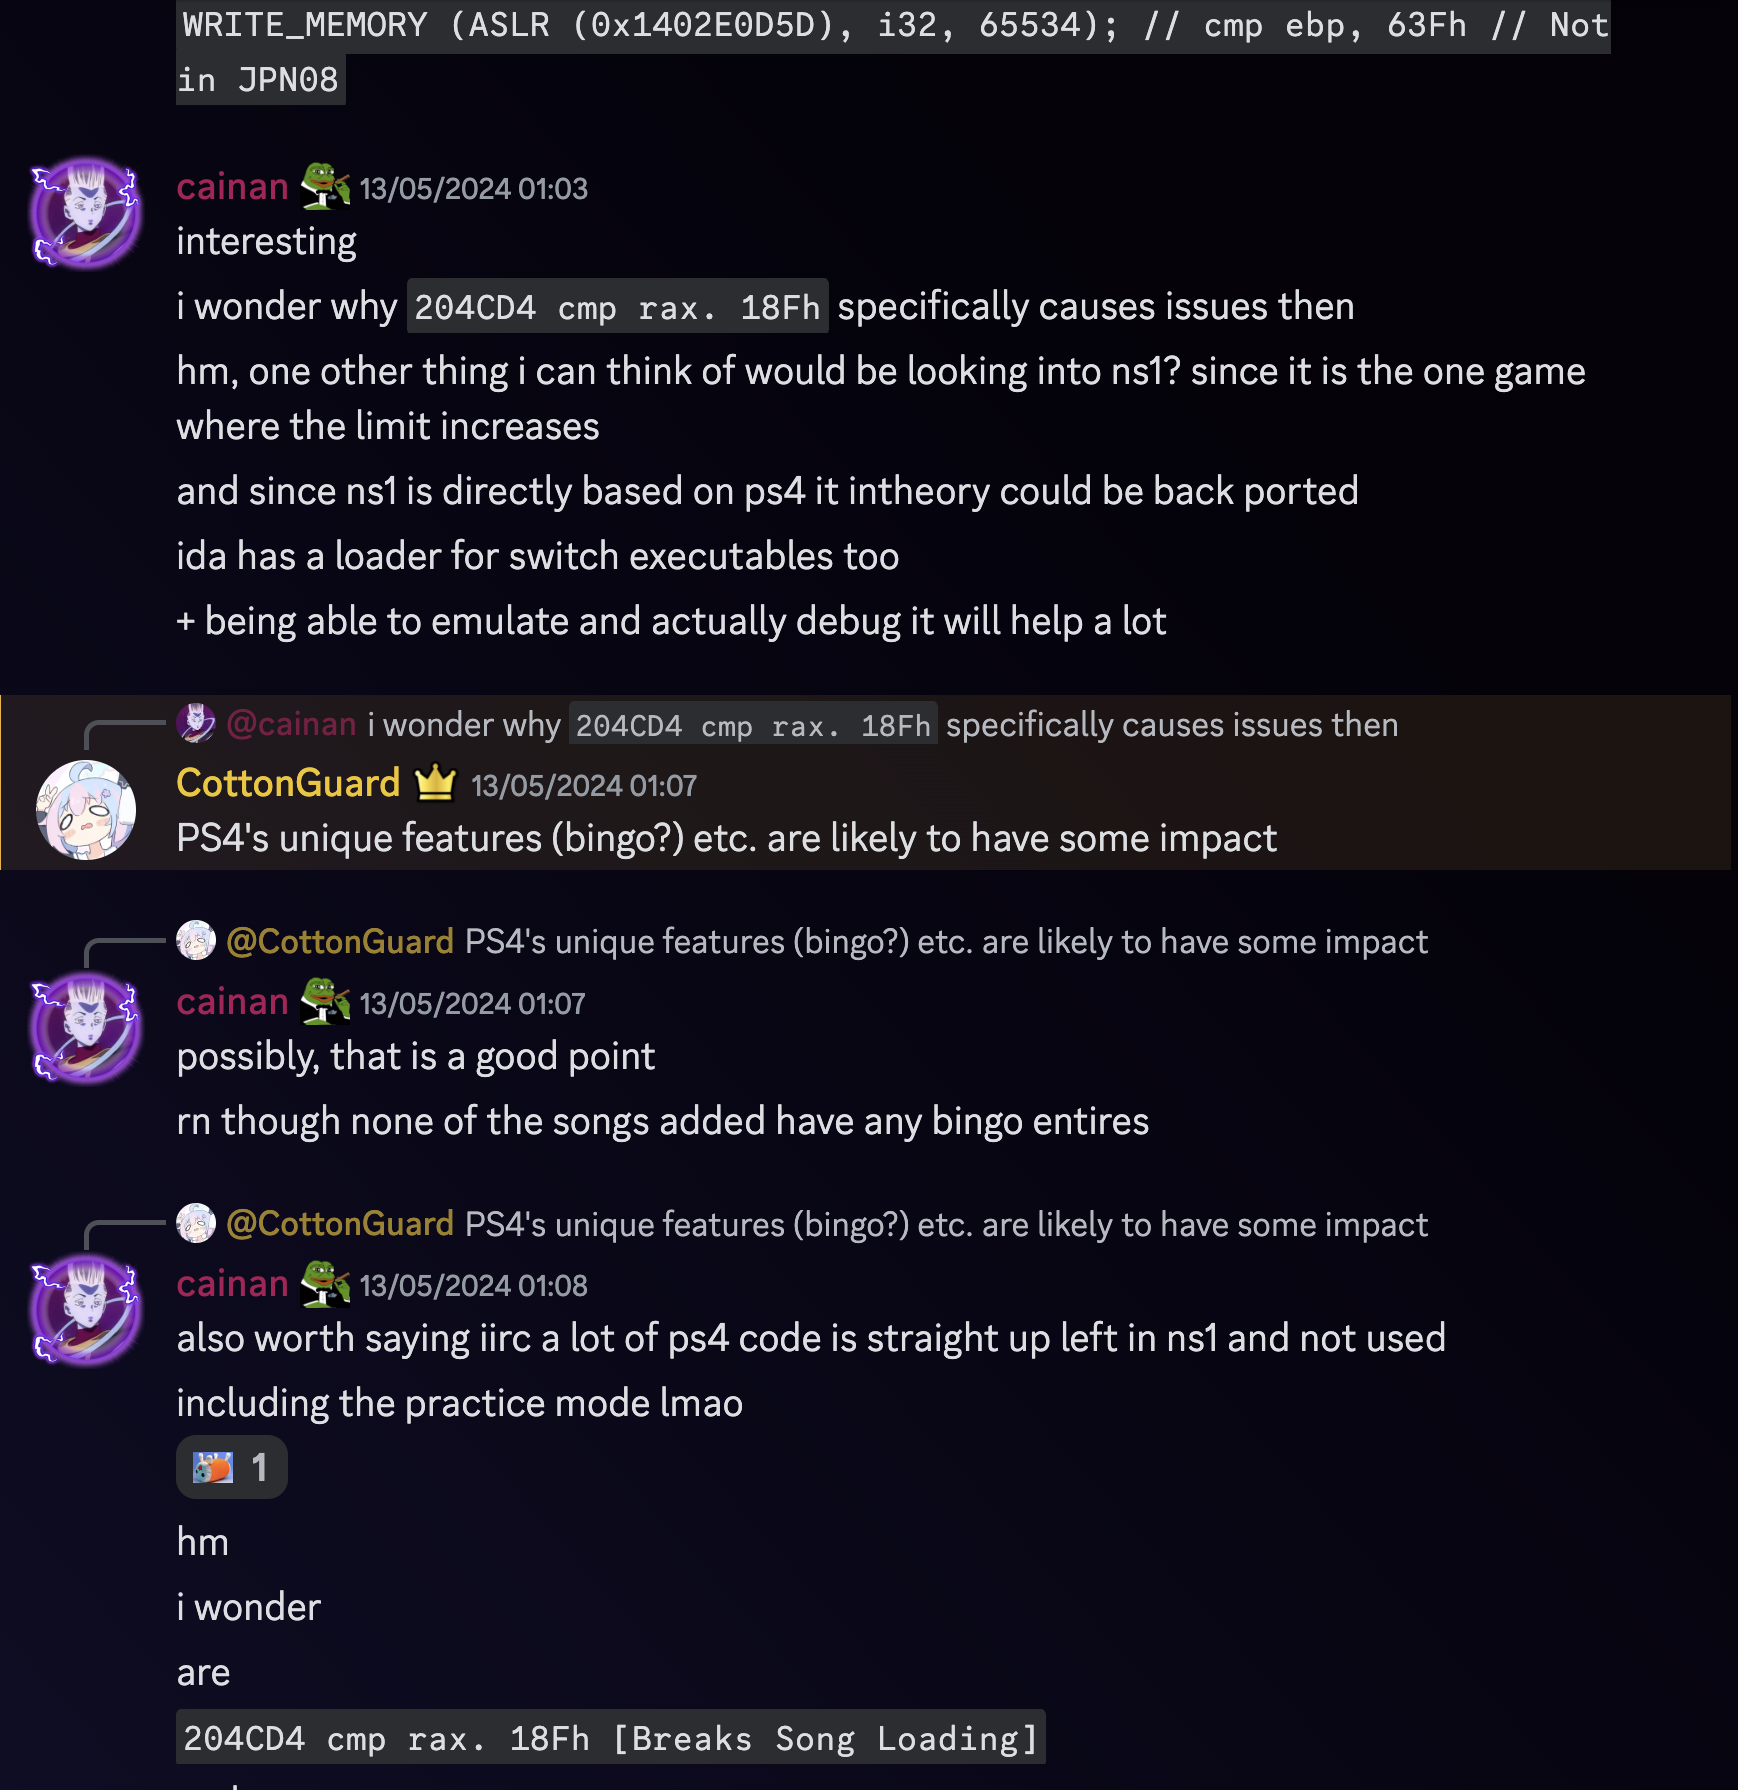 WRITE_MEMORY (ASLR (0x1402E0D5D), i32, 65534); // cmp ebp, 63Fh // Not
in JPN08
cainan 13/05/2024 01:03
interesting
i wonder why 204CD4 cmp rax. 18Fh specifically causes issues then
hm, one other thing i can think of would be looking into ns1? since it is the one game
where the limit increases
and since ns1 is directly based on ps4 it intheory could be back ported
ida has a loader for switch executables too
+ being able to emulate and actually debug it will help a lot
@cainan i wonder why 204CD4 cmp rax. 18Fh specifically causes issues then
CottonGuard 13/05/2024 01:07
PS4's unique features (bingo?) etc. are likely to have some impact
@CottonGuard PS4's unique features (bingo?) etc. are likely to have some impact
cainan 13/05/2024 01:07
possibly, that is a good point
rn though none of the songs added have any bingo entires
@CottonGuard PS4's unique features (bingo?) etc. are likely to have some impact
cainan 13/05/2024 01:08
also worth saying iirc a lot of ps4 code is straight up left in ns1 and not used
including the practice mode lmao
1
hm
i wonder
are
204CD4 cmp rax. 18Fh [Breaks Song Loading]